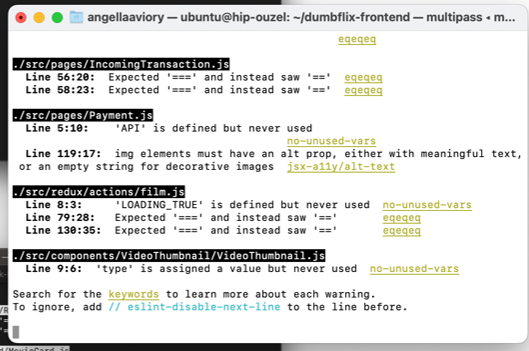 angellaaviory — ubuntu@hip-ouzel: ~/dumbflix-frontend — multipass ◂ m...
eqeqeq
./src/pages/IncomingTransaction.js
Line 56:20:  Expected '===' and instead saw '=='  eqeqeq
Line 58:23:  Expected '===' and instead saw '=='  eqeqeq
./src/pages/Payment.js
Line 5:10:    'API' is defined but never used
no-unused-vars
Line 119:17:  img elements must have an alt prop, either with meaningful text,
or an empty string for decorative images  jsx-a11y/alt-text
./src/redux/actions/film.js
Line 8:3:     'LOADING_TRUE' is defined but never used  no-unused-vars
Line 79:28:   Expected '===' and instead saw '=='       eqeqeq
Line 130:35:  Expected '===' and instead saw '=='       eqeqeq
./src/components/VideoThumbnail/VideoThumbnail.js
Line 9:6:  'type' is assigned a value but never used  no-unused-vars
Search for the keywords to learn more about each warning.
To ignore, add // eslint-disable-next-line to the line before.
d/MovieCard.js